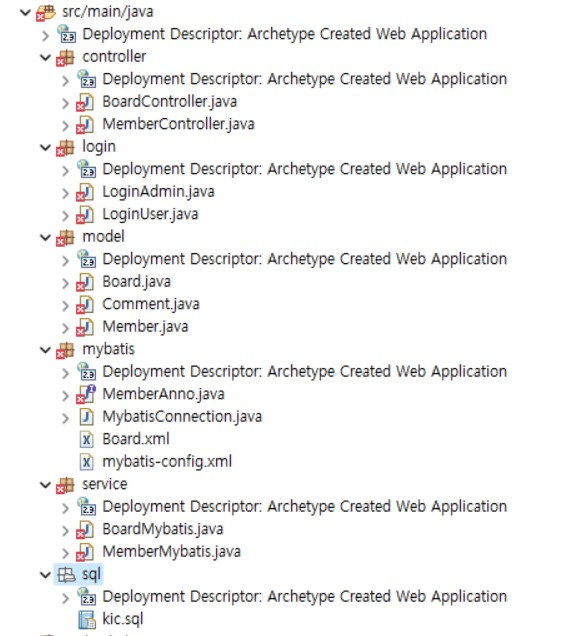 src/main/java
Deployment Descriptor: Archetype Created Web Application
controller
Deployment Descriptor: Archetype Created Web Application
BoardController.java
MemberController.java
login
Deployment Descriptor: Archetype Created Web Application
LoginAdmin.java
LoginUser.java
model
Deployment Descriptor: Archetype Created Web Application
Board.java
Comment.java
Member.java
mybatis
Deployment Descriptor: Archetype Created Web Application
MemberAnno.java
MybatisConnection.java
Board.xml
mybatis-config.xml
service
Deployment Descriptor: Archetype Created Web Application
BoardMybatis.java
MemberMybatis.java
sql
Deployment Descriptor: Archetype Created Web Application
kic.sql